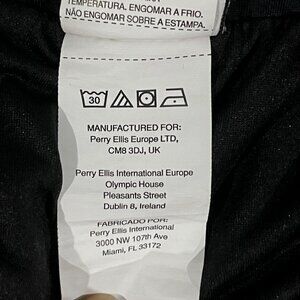 TEMPERATURA. ENGOMAR A FRIO.
NÃO ENGOMAR SOBRE A ESTAMPA.
30
MANUFACTURED FOR:
Perry Ellis Europe LTD,
CM8 3DJ, UK
Perry Ellis International Europe
Olympic House
Pleasants Street
Dublin 8, Ireland
FABRICADO POR:
Perry Ellis International
3000 NW 107th Ave
Miami, FL 33172